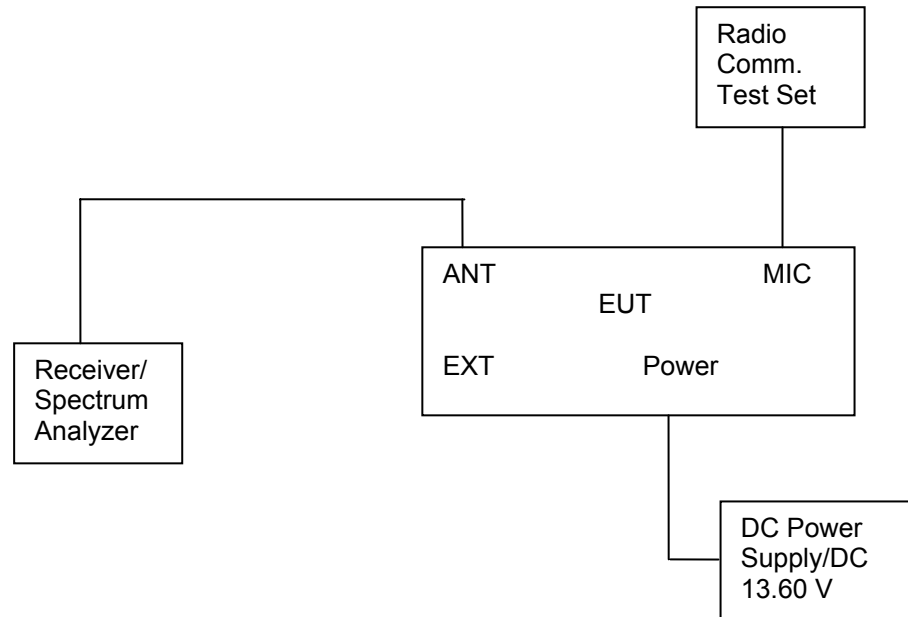 Radio
Comm.
Test Set
ANT
MIC
EUT
EXT
Power
Receiver/
Spectrum
Analyzer
DC Power
Supply/DC
13.60 V